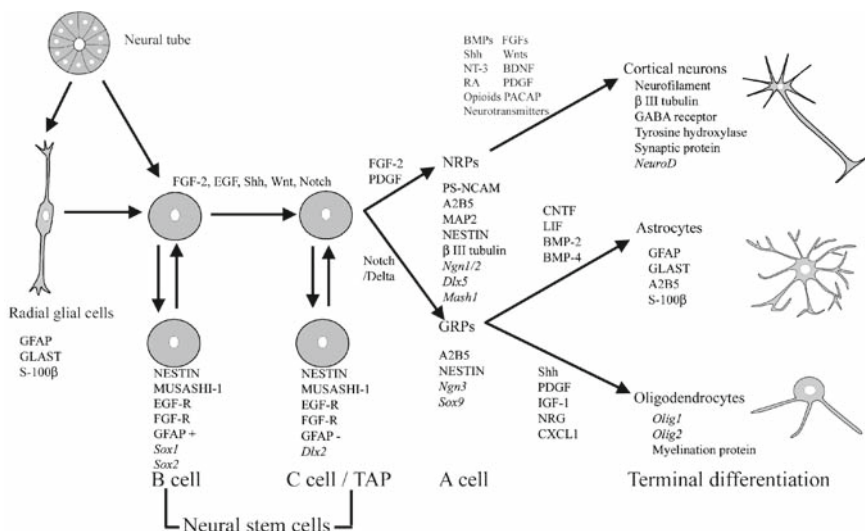 Neural tube
BMPs FGFs
Shh Wnts
NT-3 BDNF
RA PDGF
Opioids PACAP
Neurotransmitters
Cortical neurons
Neurofilament
β III tubulin
GABA receptor
Tyrosine hydroxylase
Synaptic protein
NeuroD
FGF-2, EGF, Shh, Wnt, Notch
FGF-2
PDGF
NRPs
PS-NCAM
A2B5
MAP2
NESTIN
β III tubulin
Ngn1/2
Dlx5
Mash1
Notch
/Delta
CNTF
LIF
BMP-2
BMP-4
Astrocytes
GFAP
GLAST
A2B5
S-100β
Radial glial cells
GFAP
GLAST
S-100β
NESTIN
MUSASHI-1
EGF-R
FGF-R
GFAP +
Sox1
Sox2
B cell
NESTIN
MUSASHI-1
EGF-R
FGF-R
GFAP -
Dlx2
C cell / TAP
GRPs
A2B5
NESTIN
Ngn3
Sox9
A cell
Shh
PDGF
IGF-1
NRG
CXCL1
Oligodendrocytes
Olig1
Olig2
Myelination protein
Terminal differentiation
Neural stem cells